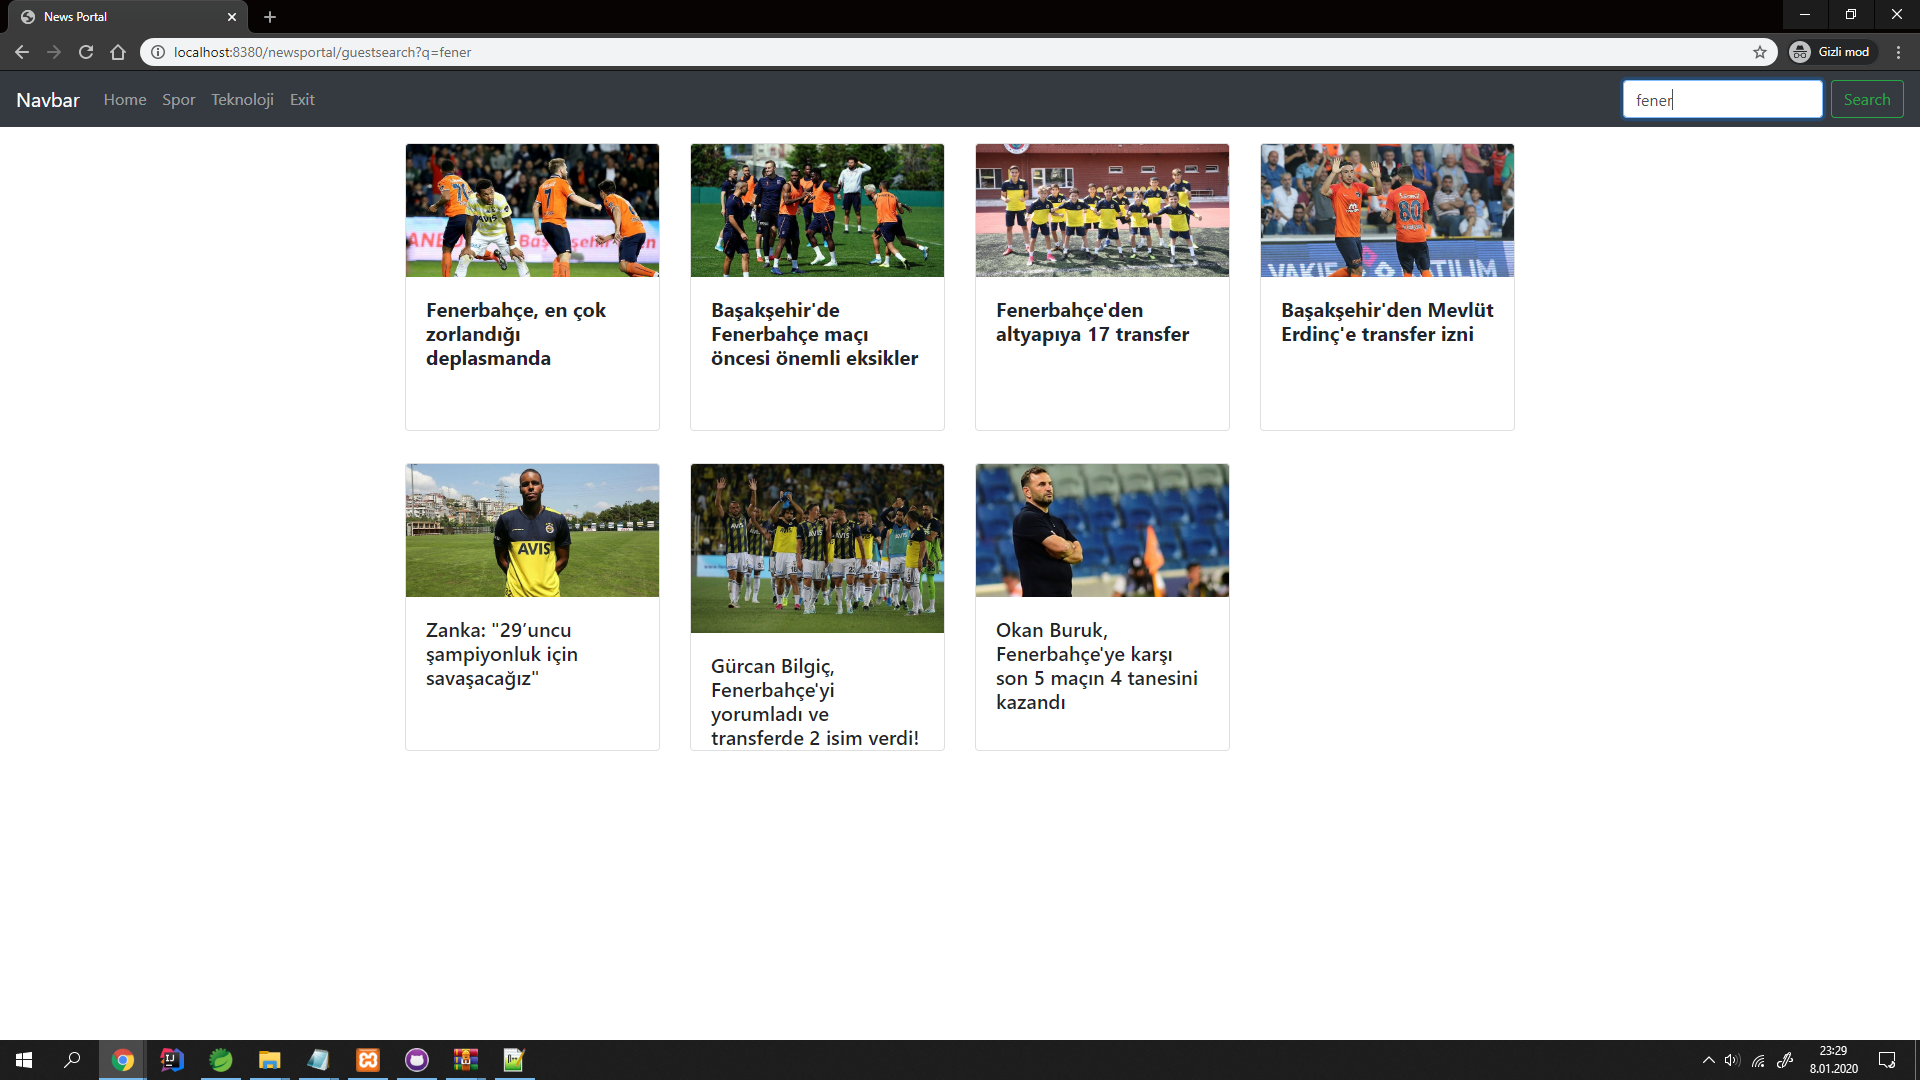 News Portal
localhost:8380/newsportal/guestsearch?q=fener
Gizli mod
Navbar Home Spor Teknoloji Exit
fener Search
Fenerbahçe, en çok
zorlandığı
deplasmanda
Başakşehir'de
Fenerbahçe maçı
öncesi önemli eksikler
Fenerbahçe'den
altyapıya 17 transfer
80
Başakşehir'den Mevlüt
Erdinç'e transfer izni
AVIS
Zanka: "29’uncu
şampiyonluk için
savaşacağız"
Gürcan Bilgiç,
Fenerbahçe'yi
yorumladı ve
transferde 2 isim verdi!
Okan Buruk,
Fenerbahçe'ye karşı
son 5 maçın 4 tanesini
kazandı
23:29
8.01.2020